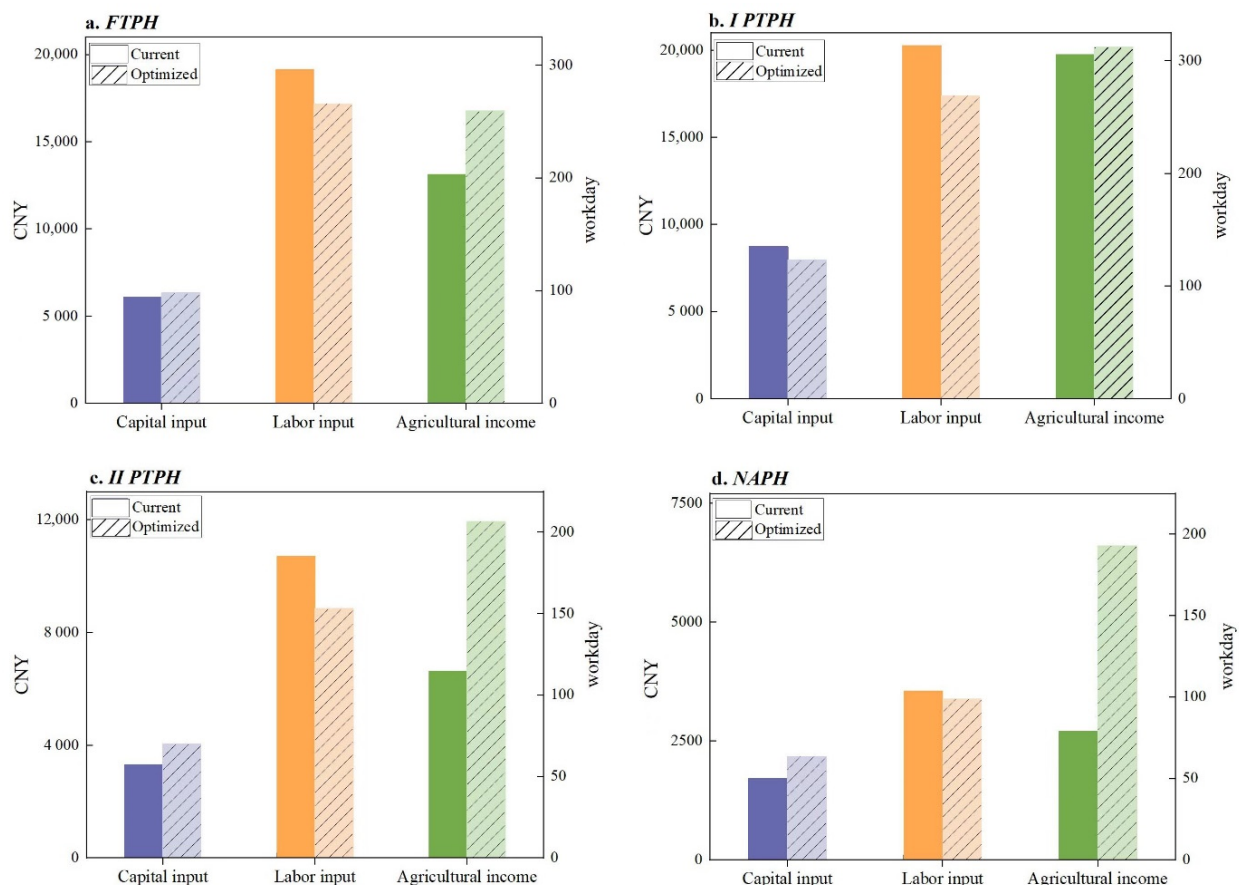 a. FTPH
Current
Optimized
20,000
15,000
10,000
5 000
0
CNY
300
200
100
0
workday
Capital input
Labor input
Agricultural income
b. I PTPH
Current
Optimized
20,000
15,000
10,000
5 000
0
CNY
300
200
100
0
workday
Capital input
Labor input
Agricultural income
c. II PTPH
Current
Optimized
12,000
8 000
4 000
0
CNY
200
150
100
50
0
workday
Capital input
Labor input
Agricultural income
d. NAPH
Current
Optimized
7500
5000
2500
0
CNY
200
150
100
50
0
workday
Capital input
Labor input
Agricultural income